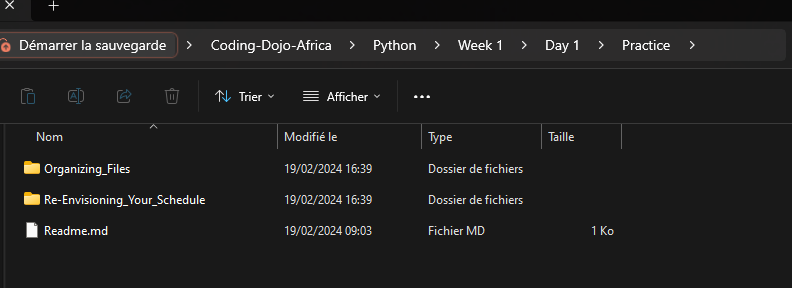 Démarrer la sauvegarde > Coding-Dojo-Africa > Python > Week 1 > Day 1 > Practice >
Trier Afficher
Nom Modifié le Type Taille
Organizing_Files 19/02/2024 16:39 Dossier de fichiers
Re-Envisioning_Your_Schedule 19/02/2024 16:39 Dossier de fichiers
Readme.md 19/02/2024 09:03 Fichier MD 1 Ko